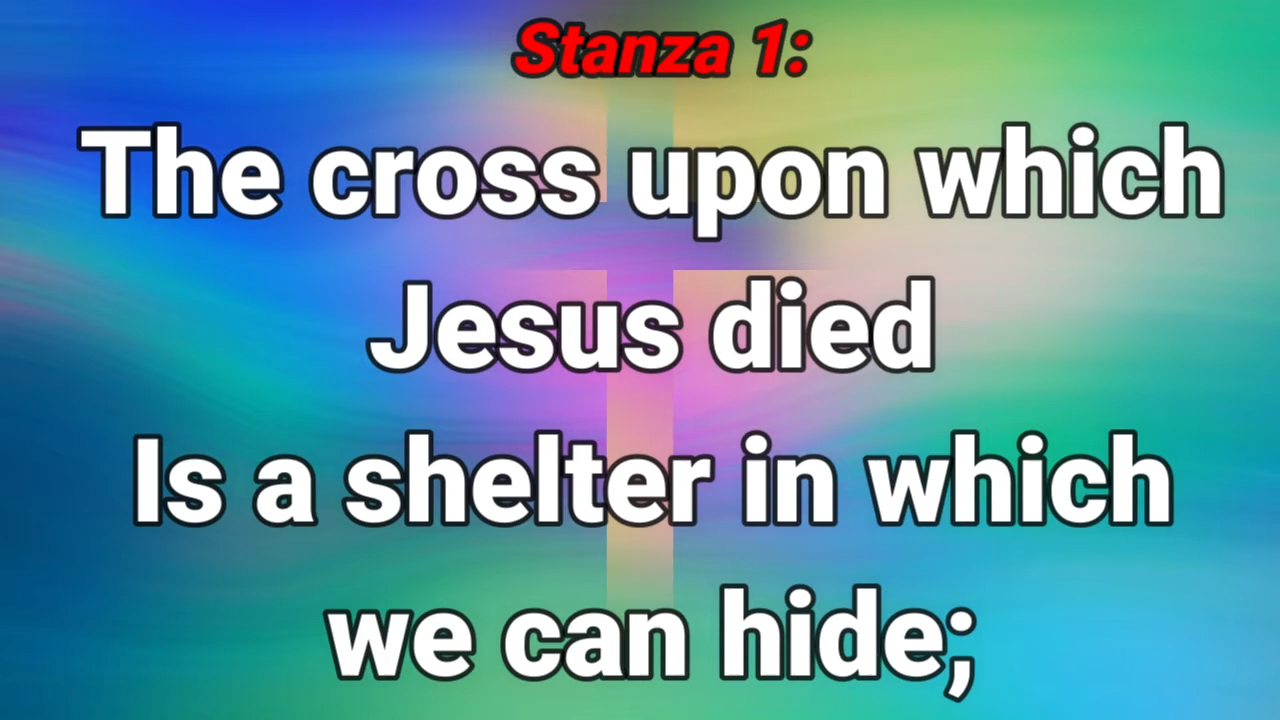 Stanza 1:
The cross upon which
Jesus died
Is a shelter in which
we can hide;